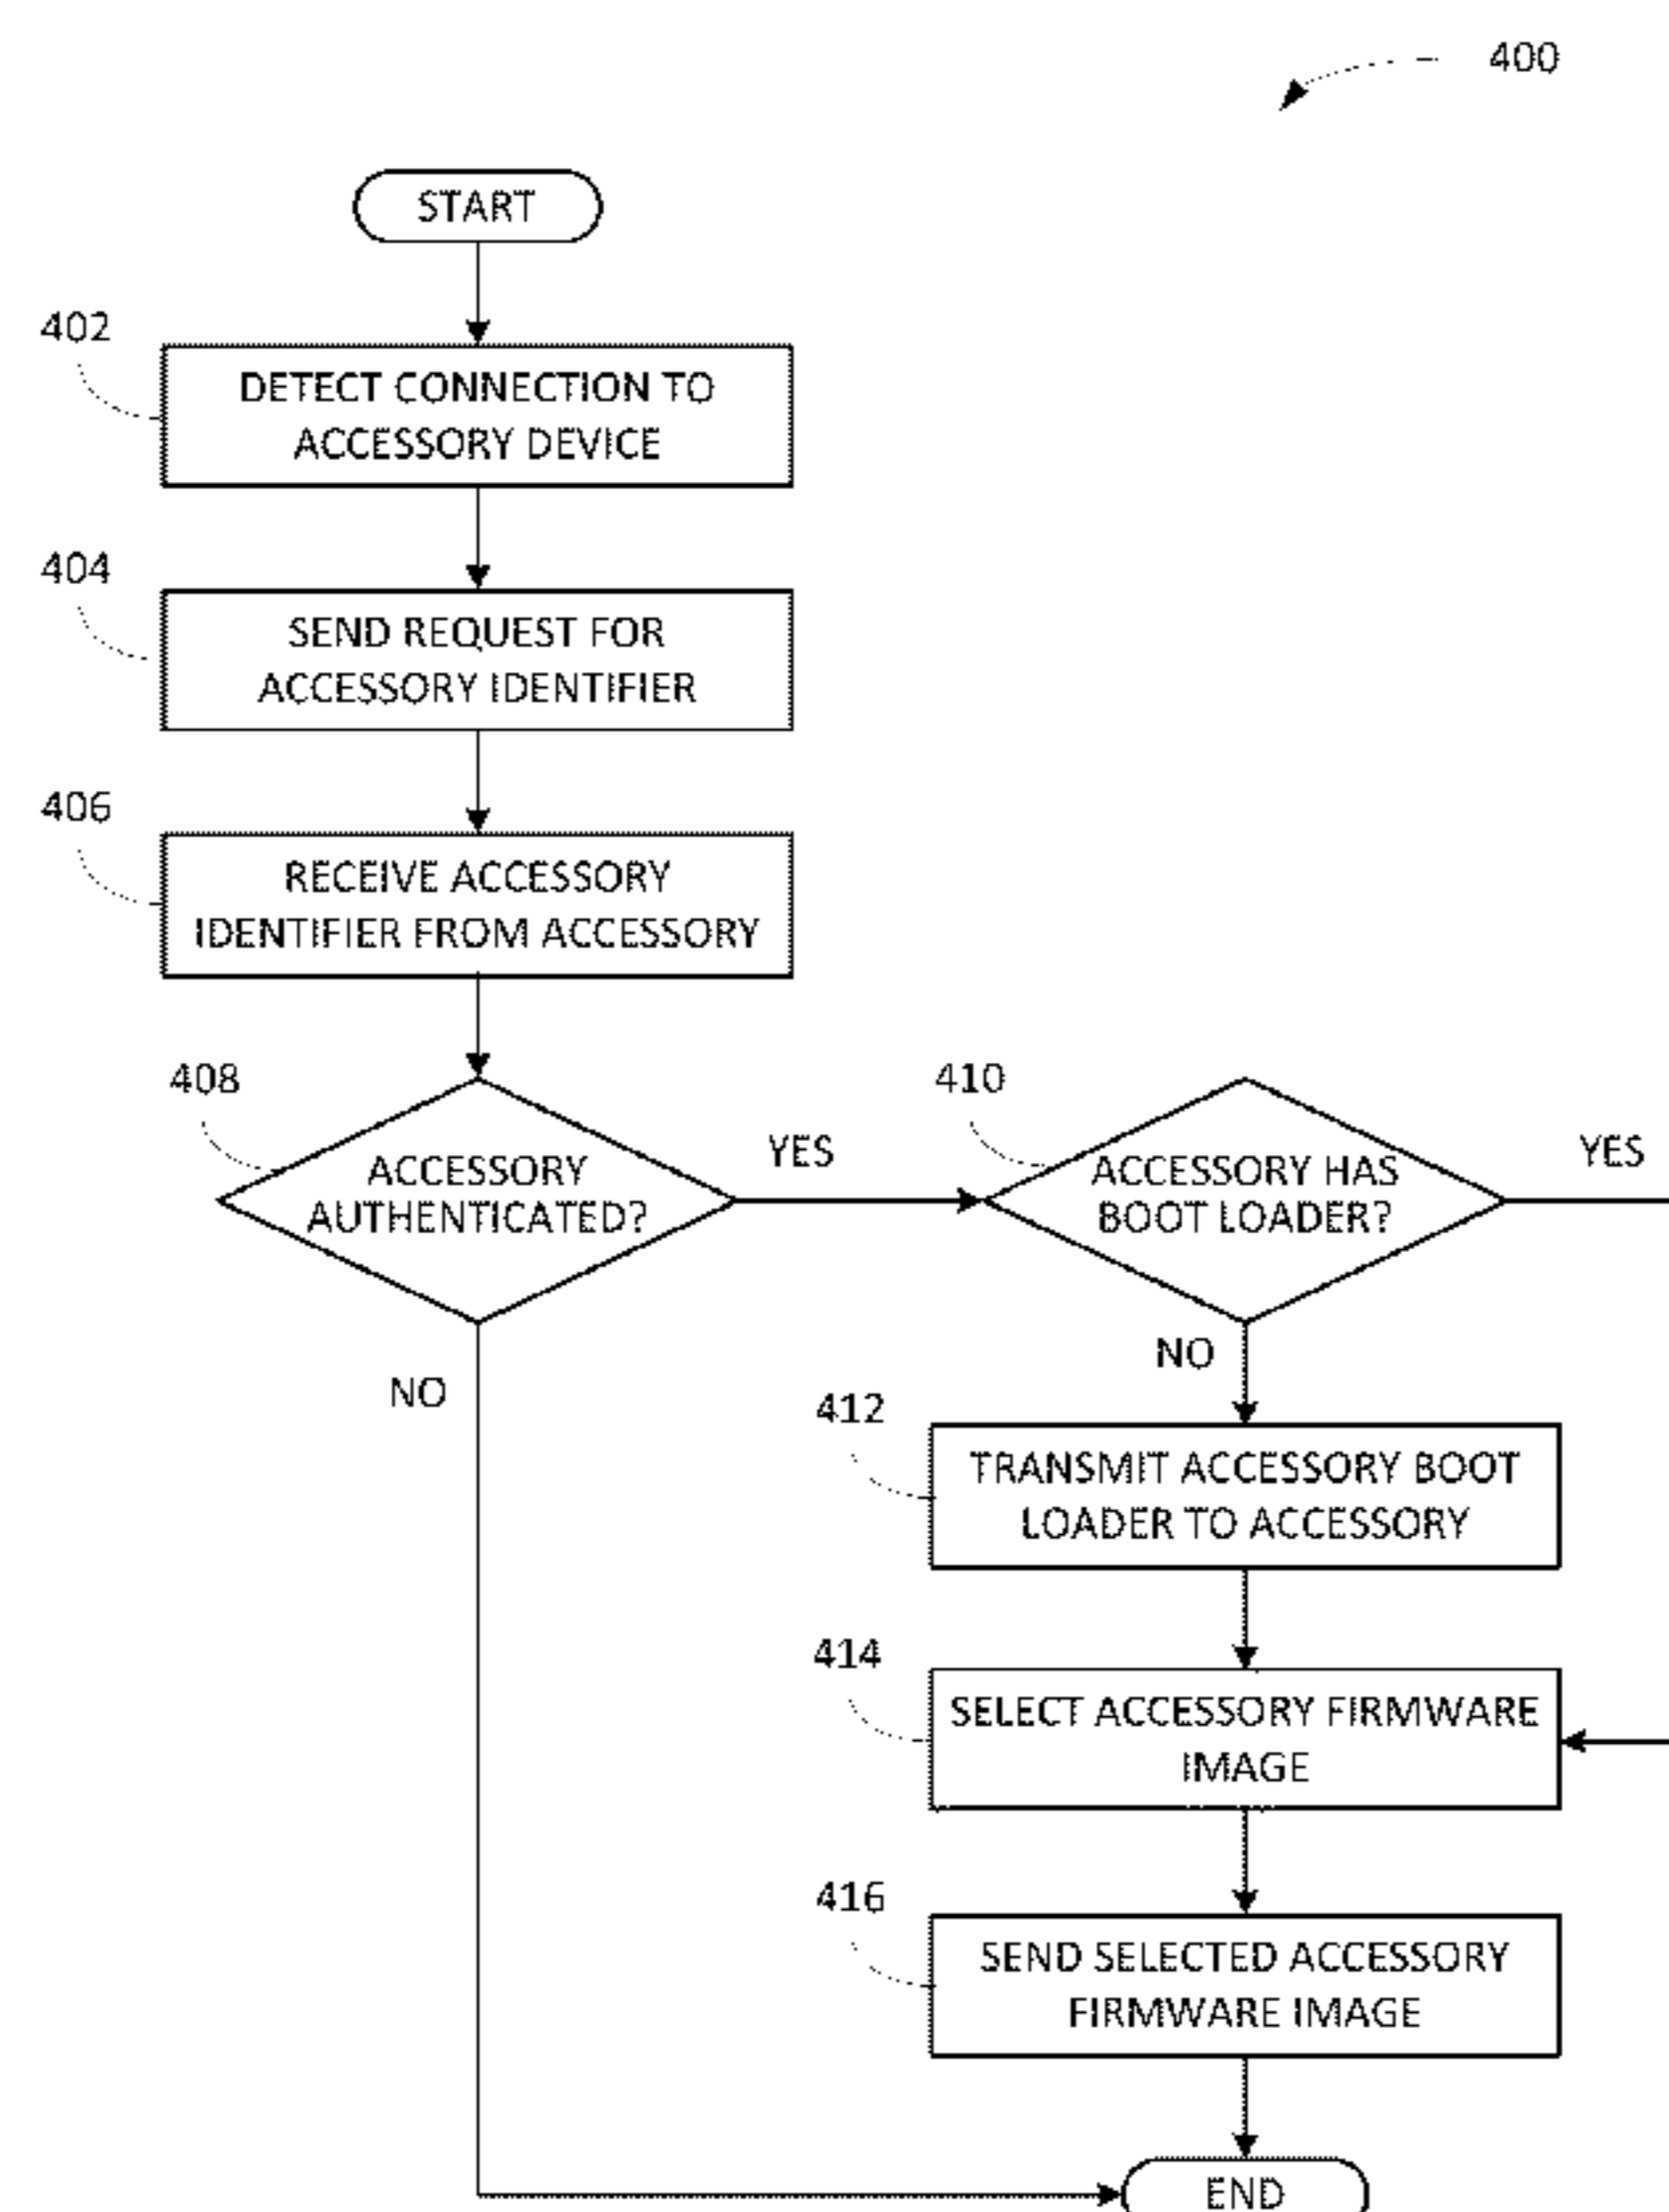 400
START
402
DETECT CONNECTION TO
ACCESSORY DEVICE
404
SEND REQUEST FOR
ACCESSORY IDENTIFIER
406
RECEIVE ACCESSORY
IDENTIFIER FROM ACCESSORY
408
ACCESSORY
AUTHENTICATED?
YES
NO
410
ACCESSORY HAS
BOOT LOADER?
YES
NO
412
TRANSMIT ACCESSORY BOOT
LOADER TO ACCESSORY
414
SELECT ACCESSORY FIRMWARE
IMAGE
416
SEND SELECTED ACCESSORY
FIRMWARE IMAGE
END